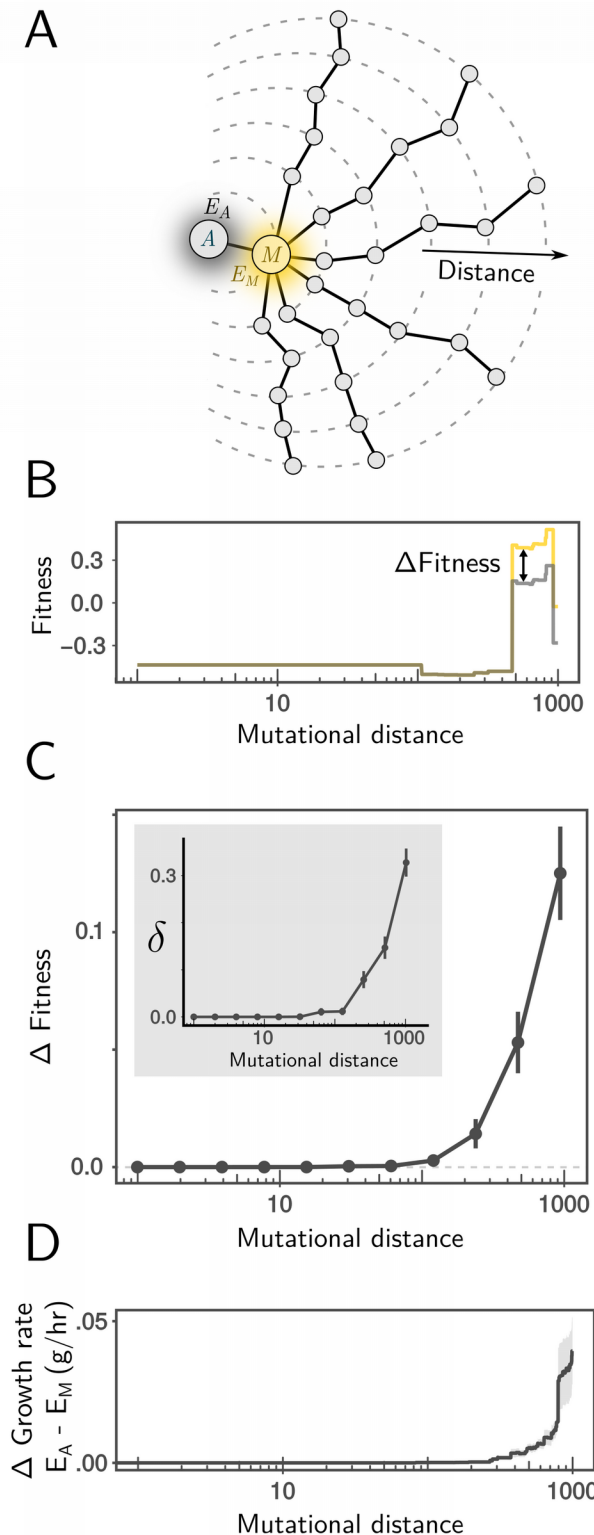 A
E_A
A
M
E_M
Distance
B
Fitness
0.3
0.0
−0.3
ΔFitness
10
1000
Mutational distance
C
Δ Fitness
0.1
0.0
δ
0.3
0.0
10
1000
Mutational distance
10
1000
Mutational distance
D
Δ Growth rate
E_A - E_M (g/hr)
.05
.00
10
1000
Mutational distance